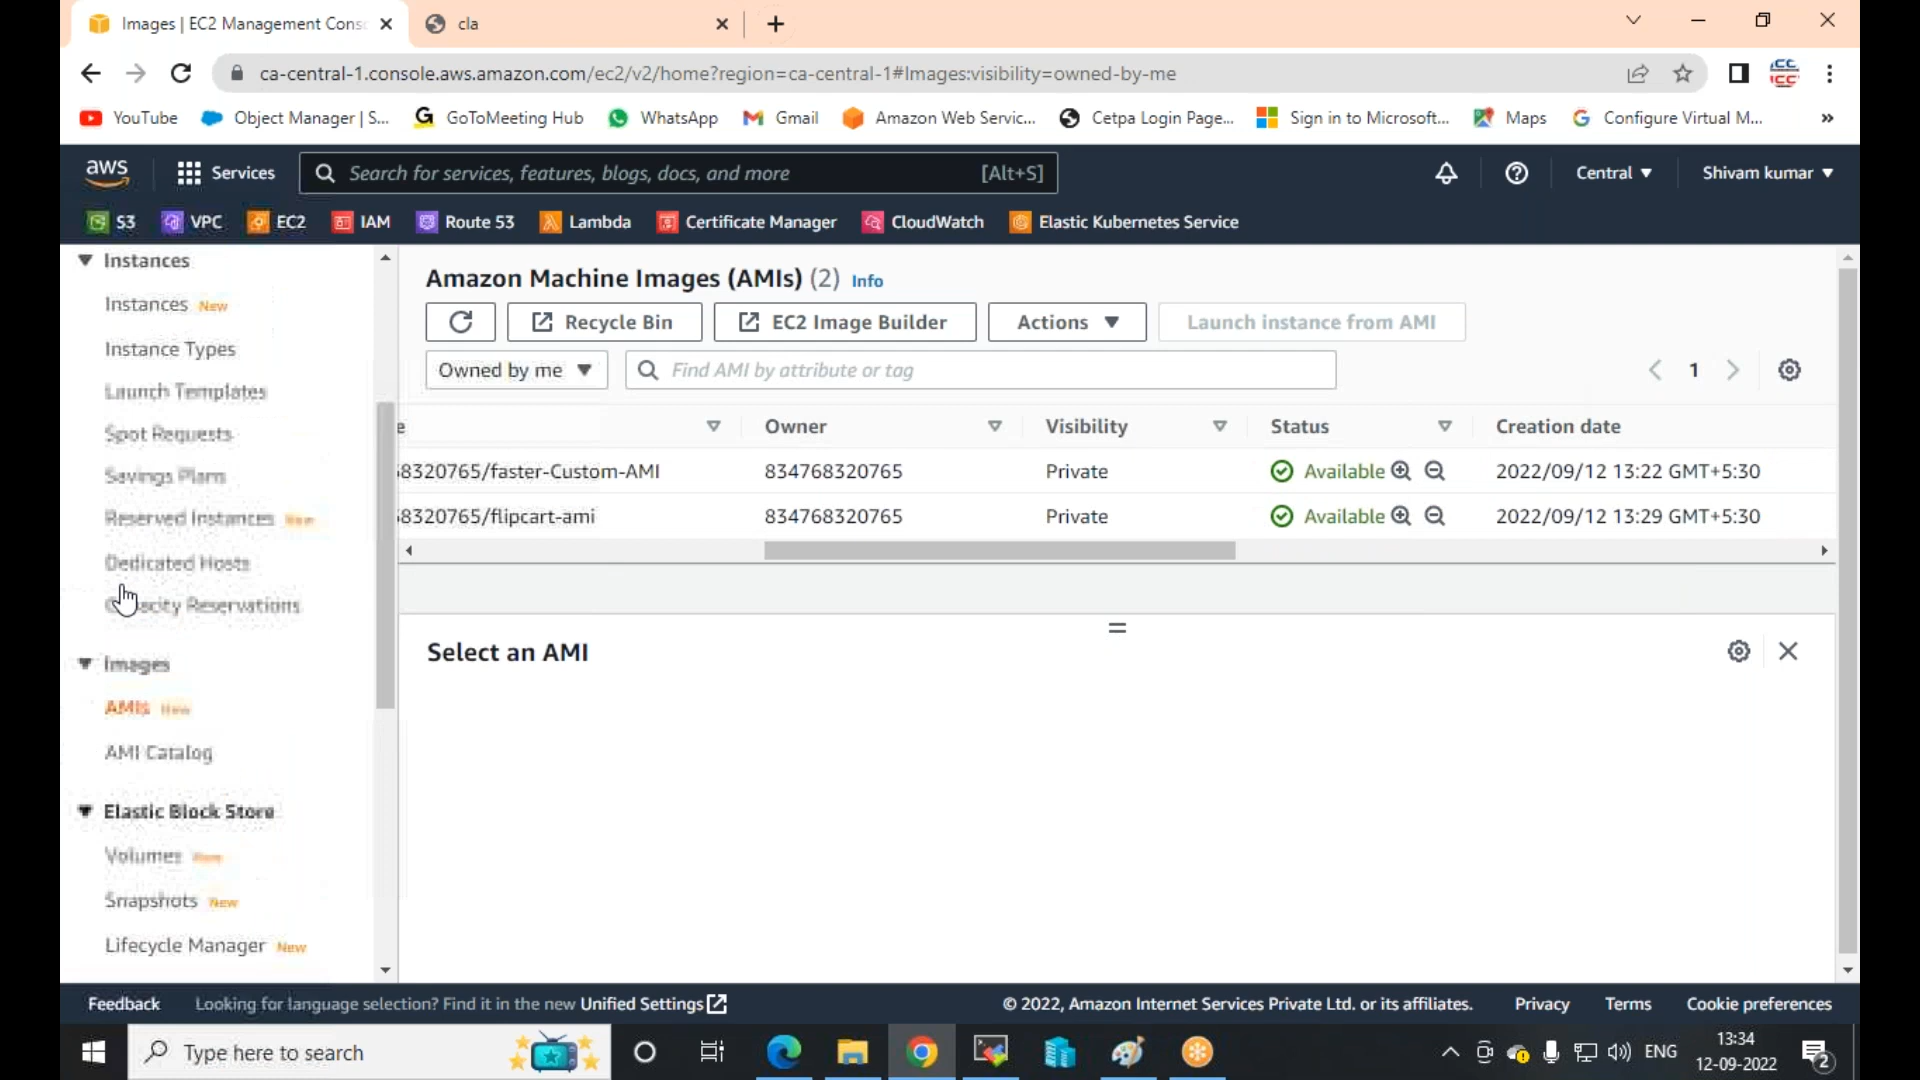 Images | EC2 Management Cons
cla
ca-central-1.console.aws.amazon.com/ec2/v2/home?region=ca-central-1#Images:visibility=owned-by-me
YouTube
Object Manager | S...
GoToMeeting Hub
WhatsApp
Gmail
Amazon Web Servic...
Cetpa Login Page...
Sign in to Microsoft...
Maps
Configure Virtual M...
»
aws
Services
Search for services, features, blogs, docs, and more
[Alt+S]
Central
Shivam kumar
S3
VPC
EC2
IAM
Route 53
Lambda
Certificate Manager
CloudWatch
Elastic Kubernetes Service
Instances
Instances New
Instance Types
Launch Templates
Spot Requests
Savings Plans
Reserved Instances New
Dedicated Hosts
Capacity Reservations
Images
AMIs New
AMI Catalog
Elastic Block Store
Volumes New
Snapshots New
Lifecycle Manager New
Amazon Machine Images (AMIs) (2) Info
Recycle Bin
EC2 Image Builder
Actions
Launch instance from AMI
Owned by me
Find AMI by attribute or tag
1
e
Owner
Visibility
Status
Creation date
68320765/faster-Custom-AMI
834768320765
Private
Available
2022/09/12 13:22 GMT+5:30
68320765/flipcart-ami
834768320765
Private
Available
2022/09/12 13:29 GMT+5:30
Select an AMI
Feedback
Looking for language selection? Find it in the new Unified Settings
© 2022, Amazon Internet Services Private Ltd. or its affiliates.
Privacy
Terms
Cookie preferences
Type here to search
ENG
13:34
12-09-2022
2